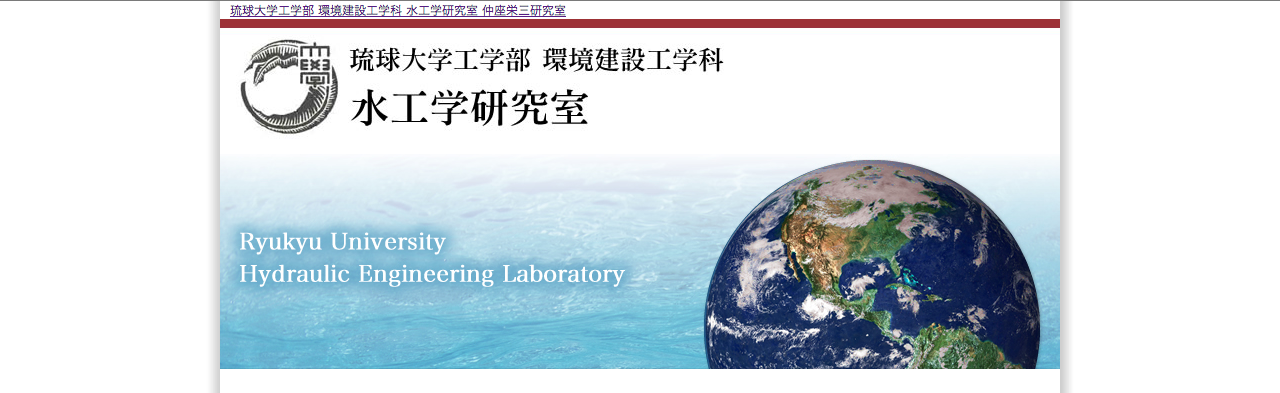 琉球大学工学部 環境建設工学科 水工学研究室 仲座栄三研究室
大學
琉球大学工学部 環境建設工学科
水工学研究室
Ryukyu University
Hydraulic Engineering Laboratory